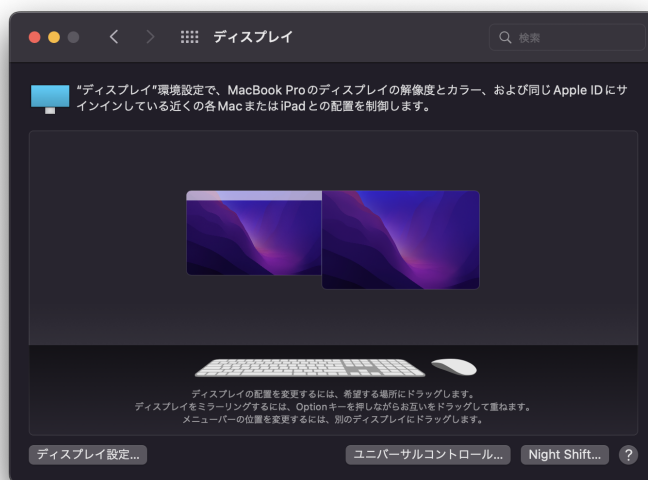 ディスプレイ
検索
“ディスプレイ”環境設定で、MacBook Proのディスプレイの解像度とカラー、および同じApple IDにサ
インインしている近くの各MacまたはiPadとの配置を制御します。
ディスプレイの配置を変更するには、希望する場所にドラッグします。
ディスプレイをミラーリングするには、Optionキーを押しながらお互いをドラッグして重ねます。
メニューバーの位置を変更するには、別のディスプレイにドラッグします。
ディスプレイ設定... ユニバーサルコントロール... Night Shift... ?